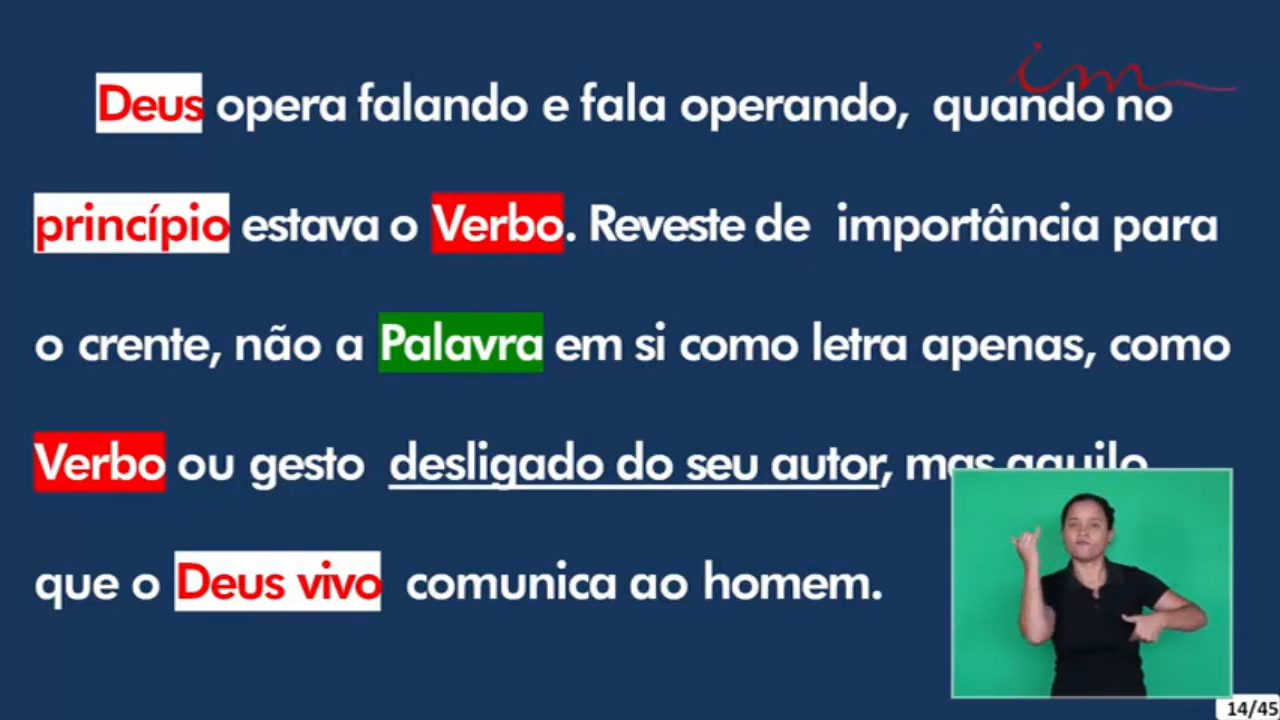 Deus opera falando e fala operando, quando no
princípio estava o Verbo. Reveste de importância para
o crente, não a Palavra em si como letra apenas, como
Verbo ou gesto desligado do seu autor, mas aquilo
que o Deus vivo comunica ao homem.
im
14/45